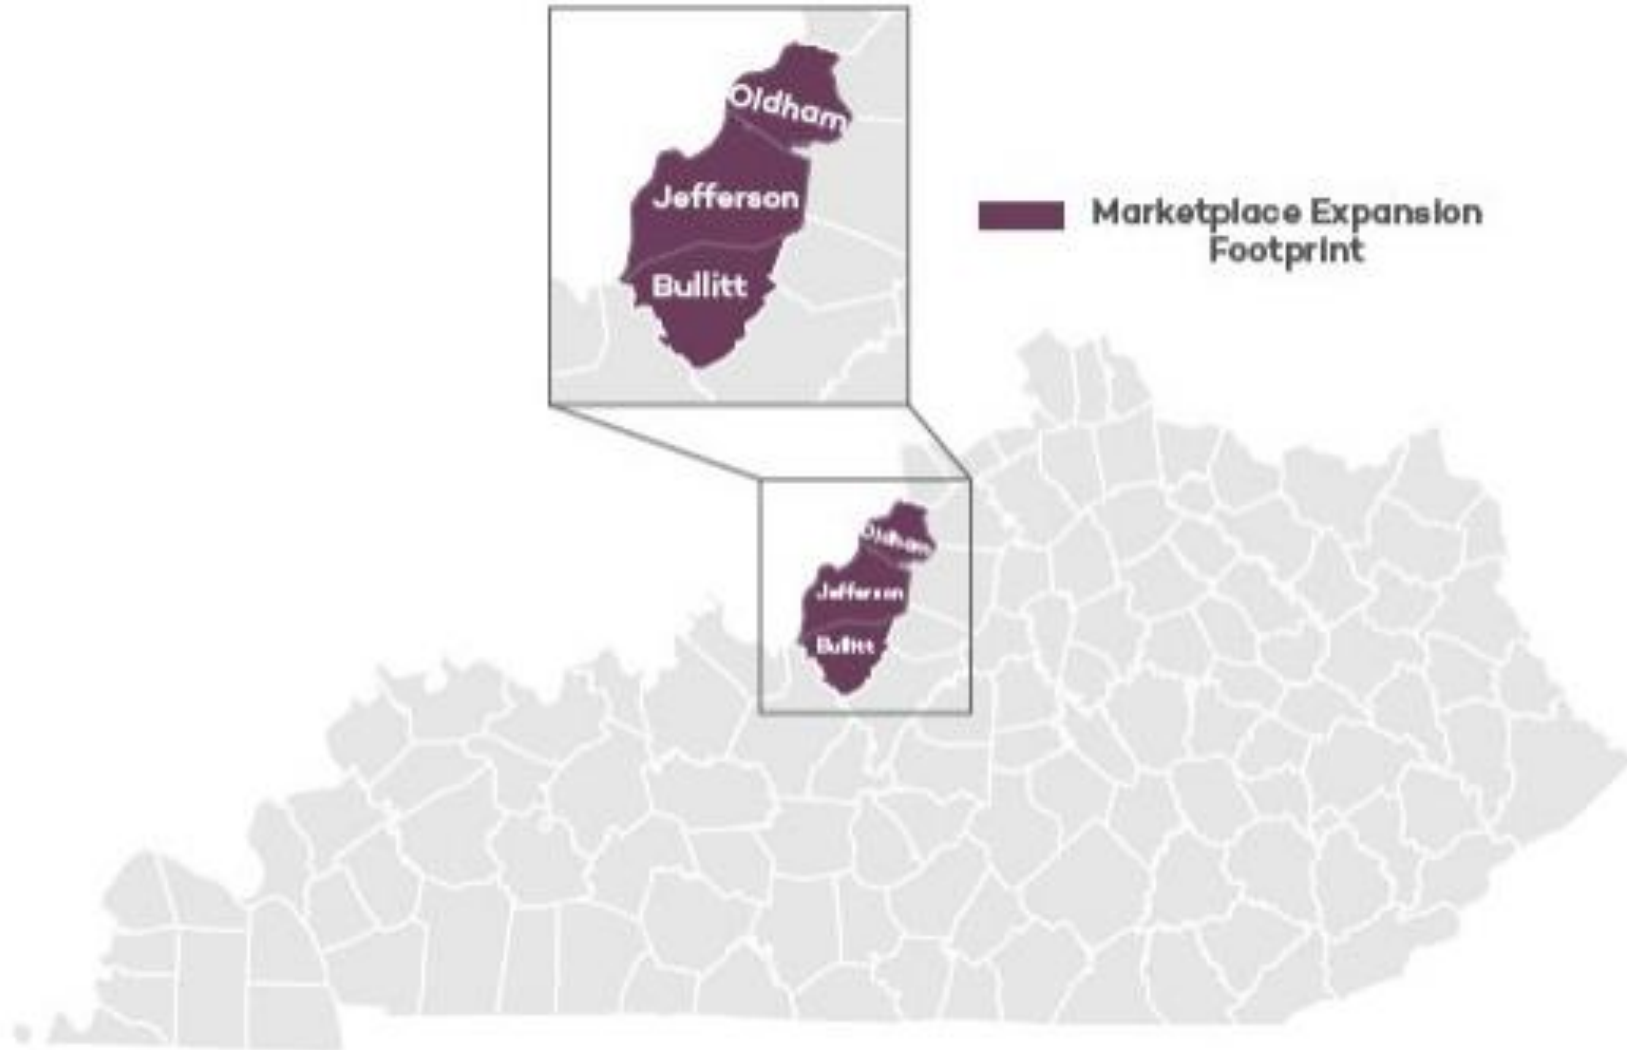 Oldham
Jefferson
Bullitt
Marketplace Expansion
Footprint
Oldham
Jefferson
Bullitt